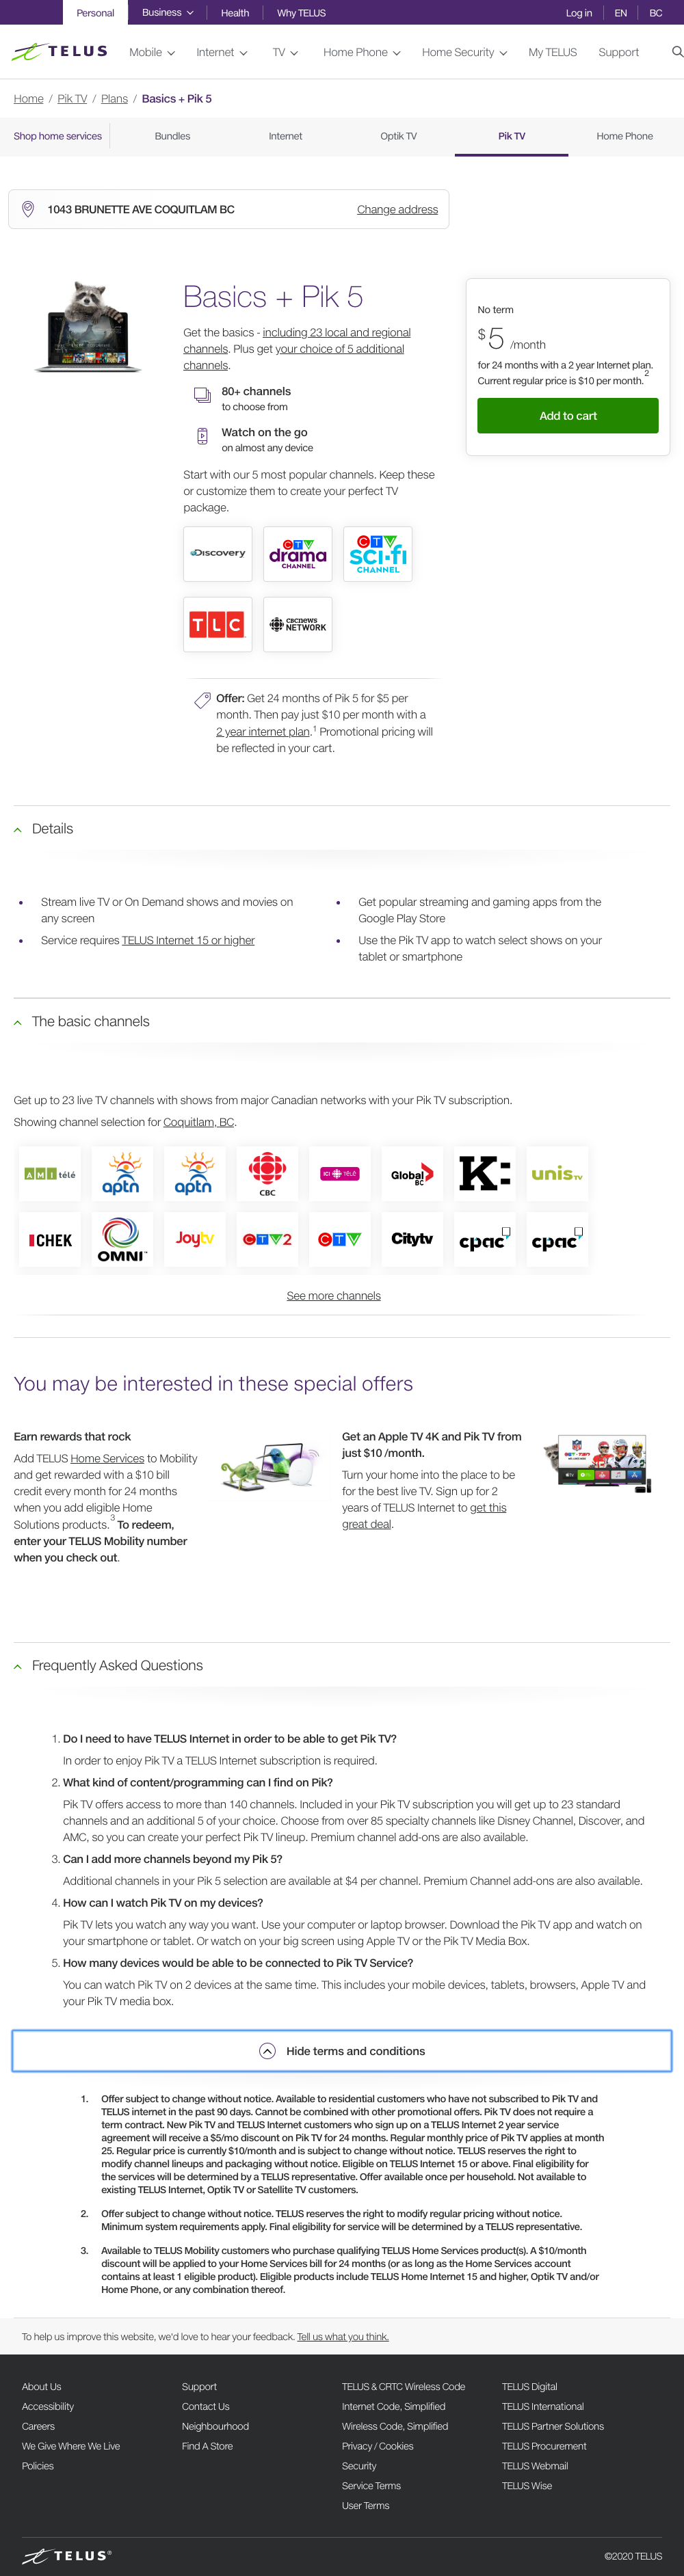 Personal
Business
Health
Why TELUS
Log in
EN
BC
TELUS
Mobile
Internet
TV
Home Phone
Home Security
My TELUS
Support
Home / Pik TV / Plans / Basics + Pik 5
Shop home services
Bundles
Internet
Optik TV
Pik TV
Home Phone
1043 BRUNETTE AVE COQUITLAM BC
Change address
Basics + Pik 5
Get the basics - including 23 local and regional
channels. Plus get your choice of 5 additional
channels.
80+ channels
to choose from
Watch on the go
on almost any device
Start with our 5 most popular channels. Keep these
or customize them to create your perfect TV
package.
Discovery
CTV drama CHANNEL
CTV sci-fi CHANNEL
TLC
CBC news NETWORK
Offer: Get 24 months of Pik 5 for $5 per
month. Then pay just $10 per month with a
2 year internet plan.1 Promotional pricing will
be reflected in your cart.
No term
$5 /month
for 24 months with a 2 year Internet plan.
Current regular price is $10 per month.2
Add to cart
Details
Stream live TV or On Demand shows and movies on
any screen
Service requires TELUS Internet 15 or higher
Get popular streaming and gaming apps from the
Google Play Store
Use the Pik TV app to watch select shows on your
tablet or smartphone
The basic channels
Get up to 23 live TV channels with shows from major Canadian networks with your Pik TV subscription.
Showing channel selection for Coquitlam, BC.
AMI télé
aptn
aptn
CBC
ICI TÉLÉ
Global BC
K:
unis TV
CHEK
OMNI
Joytv
CTV2
CTV
Citytv
cpac
cpac
See more channels
You may be interested in these special offers
Earn rewards that rock
Add TELUS Home Services to Mobility
and get rewarded with a $10 bill
credit every month for 24 months
when you add eligible Home
Solutions products.3 To redeem,
enter your TELUS Mobility number
when you check out.
Get an Apple TV 4K and Pik TV from
just $10 /month.
Turn your home into the place to be
for the best live TV. Sign up for 2
years of TELUS Internet to get this
great deal.
Frequently Asked Questions
1. Do I need to have TELUS Internet in order to be able to get Pik TV?
In order to enjoy Pik TV a TELUS Internet subscription is required.
2. What kind of content/programming can I find on Pik?
Pik TV offers access to more than 140 channels. Included in your Pik TV subscription you will get up to 23 standard
channels and an additional 5 of your choice. Choose from over 85 specialty channels like Disney Channel, Discover, and
AMC, so you can create your perfect Pik TV lineup. Premium channel add-ons are also available.
3. Can I add more channels beyond my Pik 5?
Additional channels in your Pik 5 selection are available at $4 per channel. Premium Channel add-ons are also available.
4. How can I watch Pik TV on my devices?
Pik TV lets you watch any way you want. Use your computer or laptop browser. Download the Pik TV app and watch on
your smartphone or tablet. Or watch on your big screen using Apple TV or the Pik TV Media Box.
5. How many devices would be able to be connected to Pik TV Service?
You can watch Pik TV on 2 devices at the same time. This includes your mobile devices, tablets, browsers, Apple TV and
your Pik TV media box.
Hide terms and conditions
1. Offer subject to change without notice. Available to residential customers who have not subscribed to Pik TV and
TELUS internet in the past 90 days. Cannot be combined with other promotional offers. Pik TV does not require a
term contract. New Pik TV and TELUS Internet customers who sign up on a TELUS Internet 2 year service
agreement will receive a $5/mo discount on Pik TV for 24 months. Regular monthly price of Pik TV applies at month
25. Regular price is currently $10/month and is subject to change without notice. TELUS reserves the right to
modify channel lineups and packaging without notice. Eligible on TELUS Internet 15 or above. Final eligibility for
the services will be determined by a TELUS representative. Offer available once per household. Not available to
existing TELUS Internet, Optik TV or Satellite TV customers.
2. Offer subject to change without notice. TELUS reserves the right to modify regular pricing without notice.
Minimum system requirements apply. Final eligibility for service will be determined by a TELUS representative.
3. Available to TELUS Mobility customers who purchase qualifying TELUS Home Services product(s). A $10/month
discount will be applied to your Home Services bill for 24 months (or as long as the Home Services account
contains at least 1 eligible product). Eligible products include TELUS Home Internet 15 and higher, Optik TV and/or
Home Phone, or any combination thereof.
To help us improve this website, we'd love to hear your feedback. Tell us what you think.
About Us
Accessibility
Careers
We Give Where We Live
Policies
Support
Contact Us
Neighbourhood
Find A Store
TELUS & CRTC Wireless Code
Internet Code, Simplified
Wireless Code, Simplified
Privacy / Cookies
Security
Service Terms
User Terms
TELUS Digital
TELUS International
TELUS Partner Solutions
TELUS Procurement
TELUS Webmail
TELUS Wise
TELUS®
©2020 TELUS